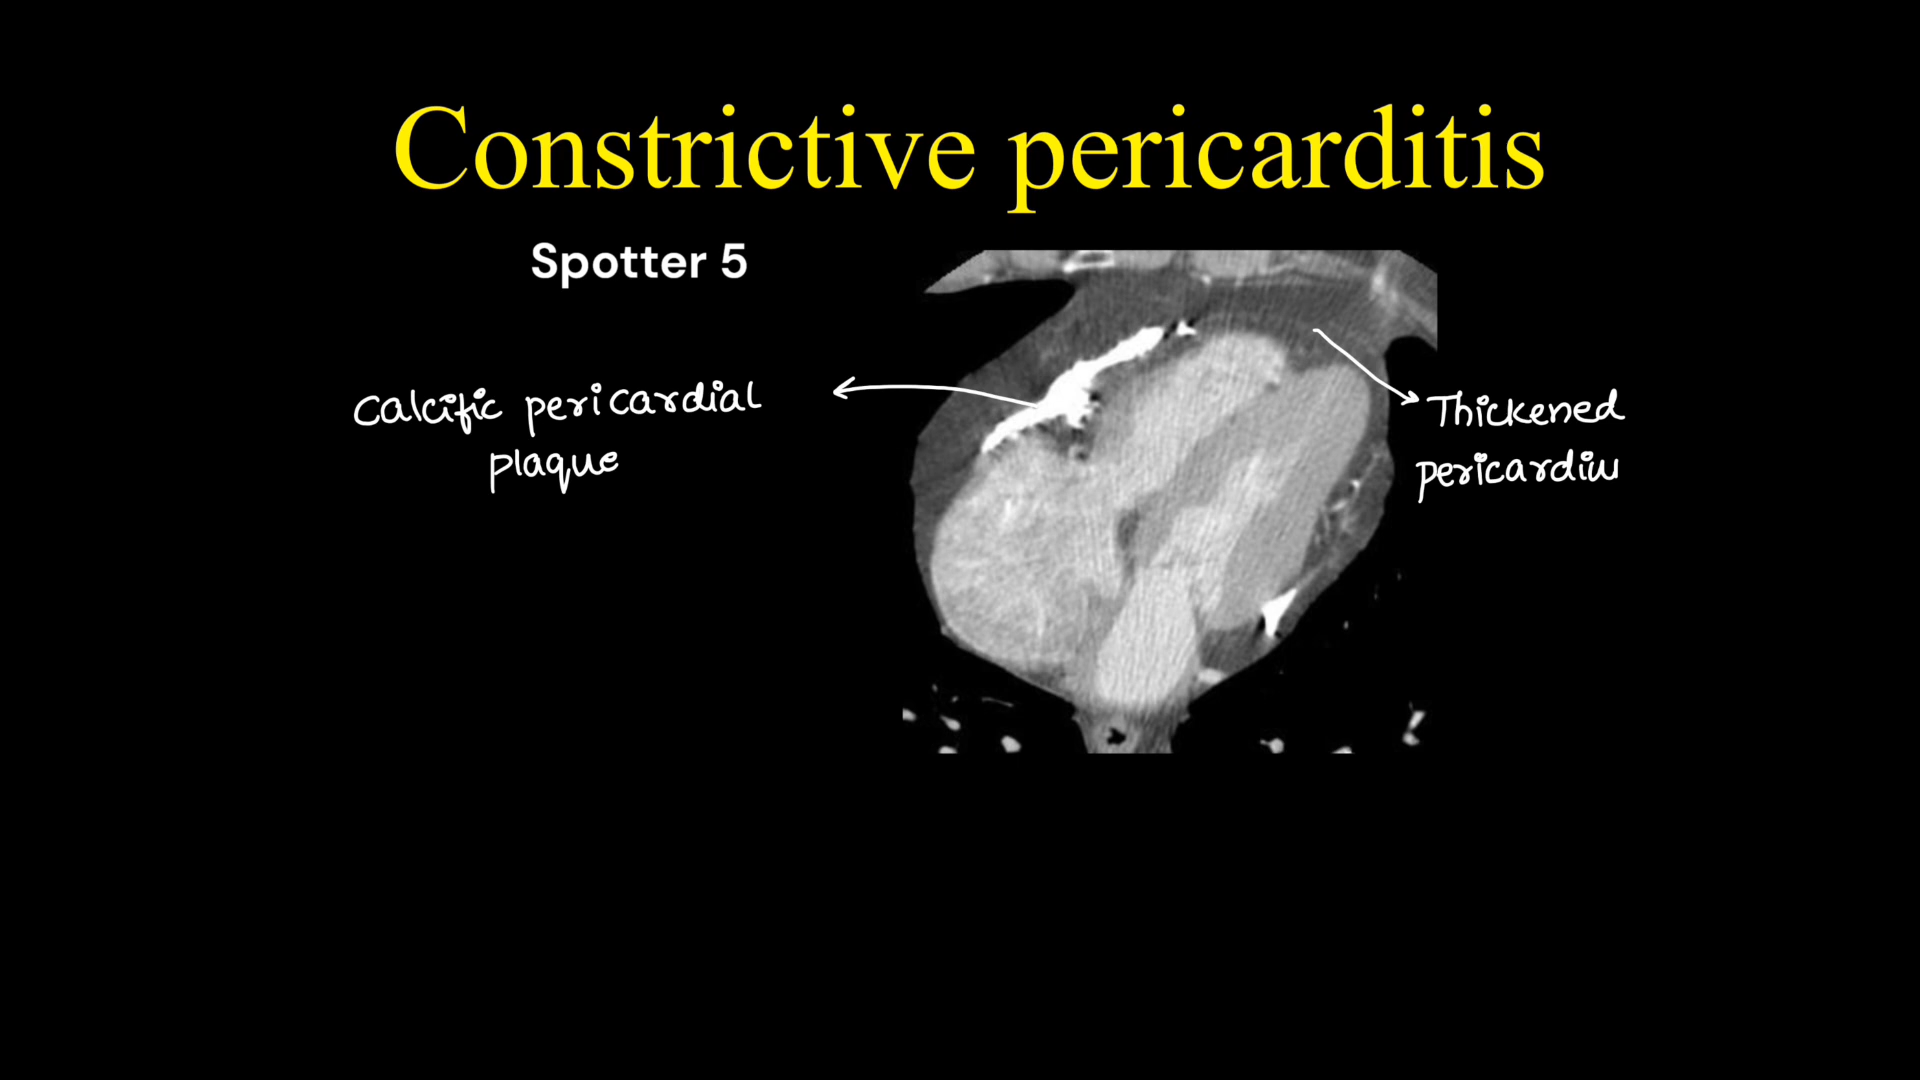 Constrictive pericarditis
Spotter 5
Calcific pericardial
plaque
Thickened
pericardiu